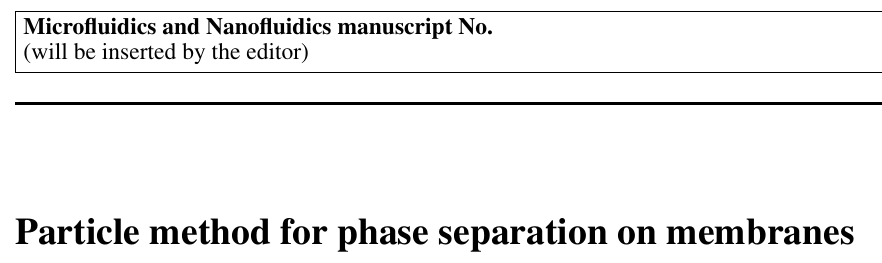 Microfluidics and Nanofluidics manuscript No.
(will be inserted by the editor)
Particle method for phase separation on membranes